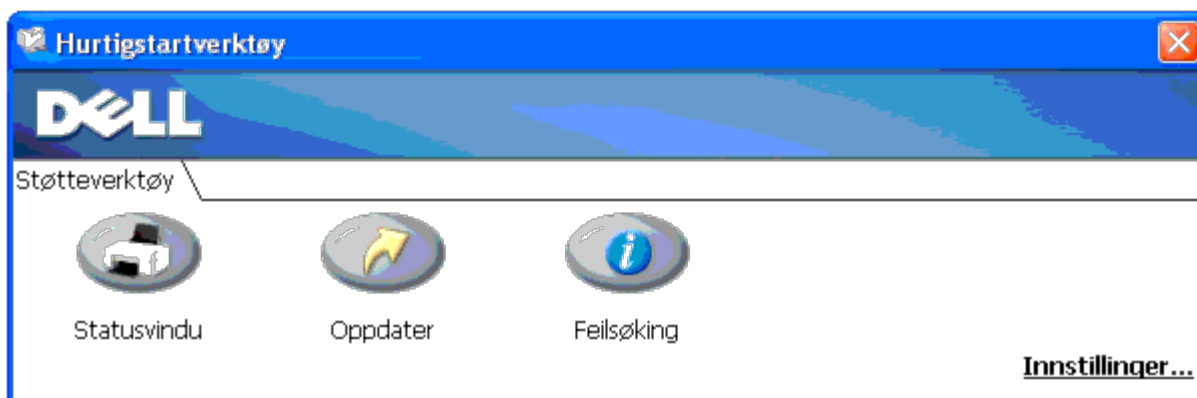 Hurtigstartverktøy
DELL
Støtteverktøy
Statusvindu
Oppdater
Feilsøking
Innstillinger...